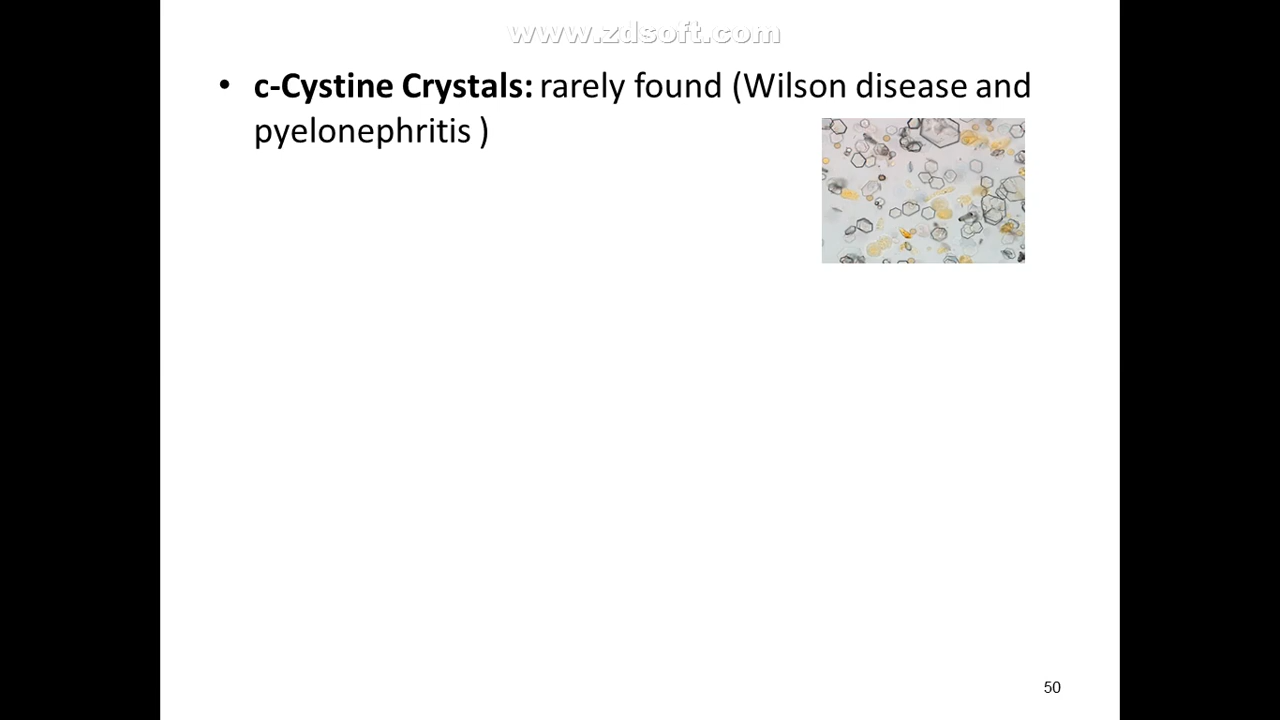 www.zdsoft.com
• c-Cystine Crystals: rarely found (Wilson disease and
pyelonephritis )
50